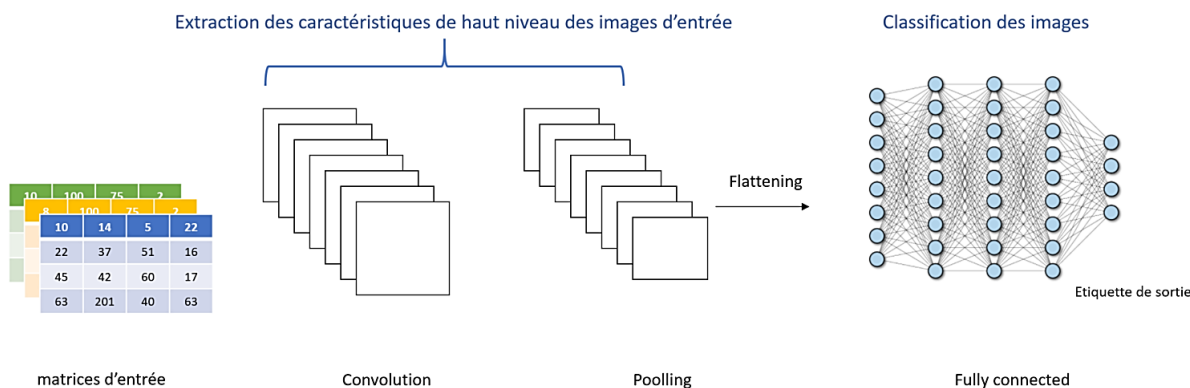 Extraction des caractéristiques de haut niveau des images d'entrée
Classification des images
10 100 75 2
8 100 75 2
10 14 5 22
22 37 51 16
45 42 60 17
63 201 40 63
Flattening
Etiquette de sortie
matrices d'entrée
Convolution
Poolling
Fully connected